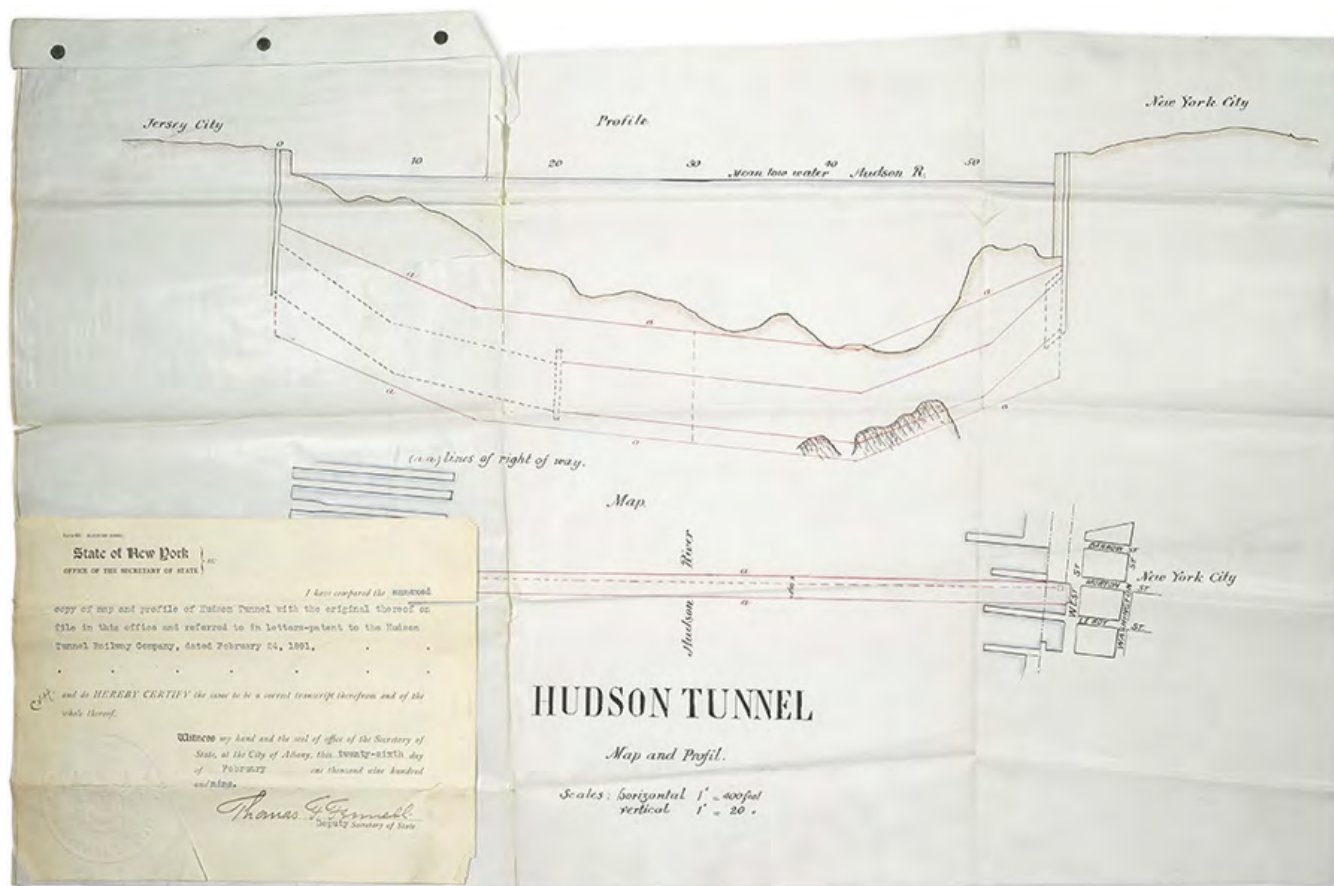 Jersey City
Profile.
New York City
0
10
20
30
40
50
Mean low water Hudson R.
a
a
a
a
a
a
(a a) lines of right of way.
Map.
Hudson River
a
a
BARROW ST
MORTON ST
LE ROY ST.
WEST ST
WASHINGTON ST
New York City
HUDSON TUNNEL
Map and Profil.
Scales: horizontal 1" = 400 feet
vertical 1" = 20 "
State of New York
OFFICE OF THE SECRETARY OF STATE
I have compared the annexed
copy of map and profile of Hudson Tunnel with the original thereof on
file in this office and referred to in letters-patent to the Hudson
Tunnel Railway Company, dated February 24, 1891,
Copy.
and do HEREBY CERTIFY the same to be a correct transcript therefrom and of the
whole thereof.
Witness my hand and the seal of office of the Secretary of
State, at the City of Albany, this twenty-sixth day
of February one thousand nine hundred
and nine.
Thomas F. Fennell
Deputy Secretary of State